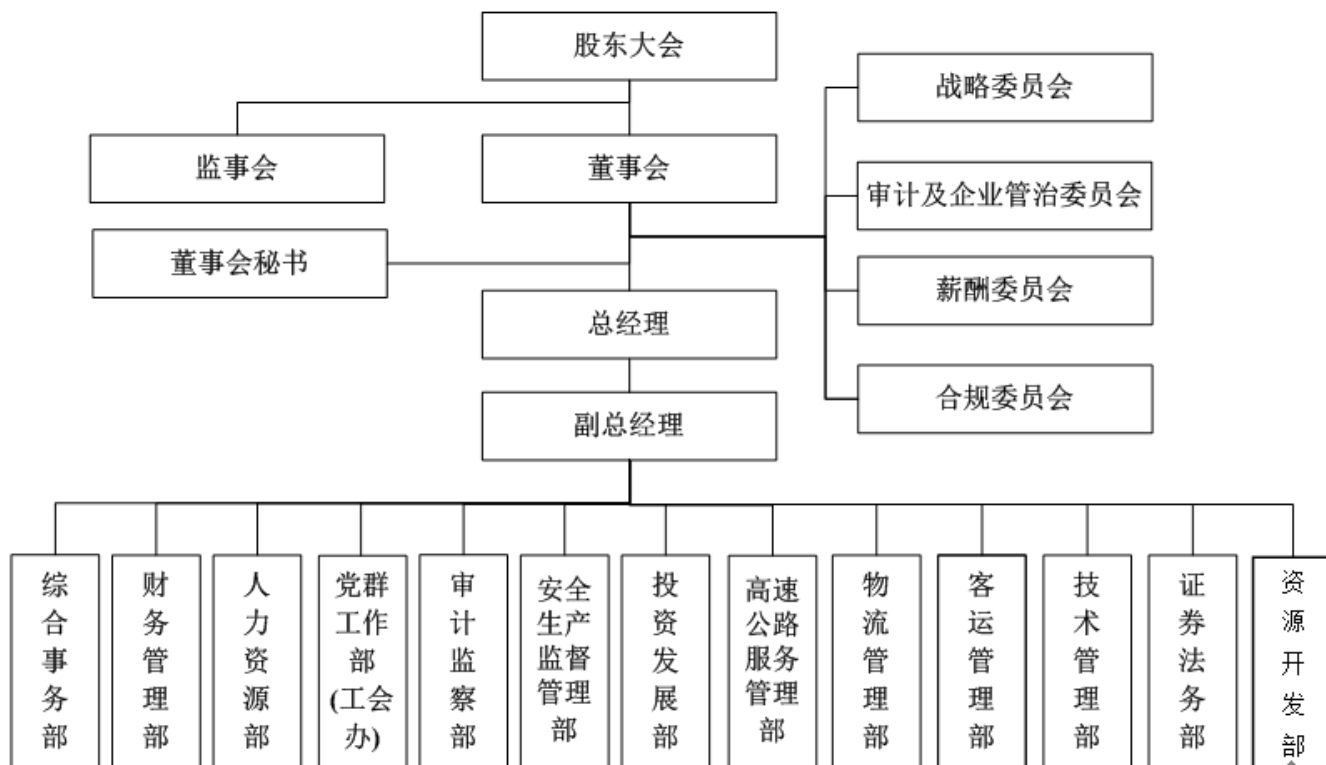 股东大会
战略委员会
监事会
董事会
审计及企业管治委员会
董事会秘书
薪酬委员会
总经理
合规委员会
副总经理
综合事务部
财务管理部
人力资源部
党群
工作
部
(工会
办)
审计监察部
安全
生产
监督
管理
部
投资发展部
高速
公路
服务
管理
部
物流管理部
客运管理部
技术管理部
证券法务部
资源开发部